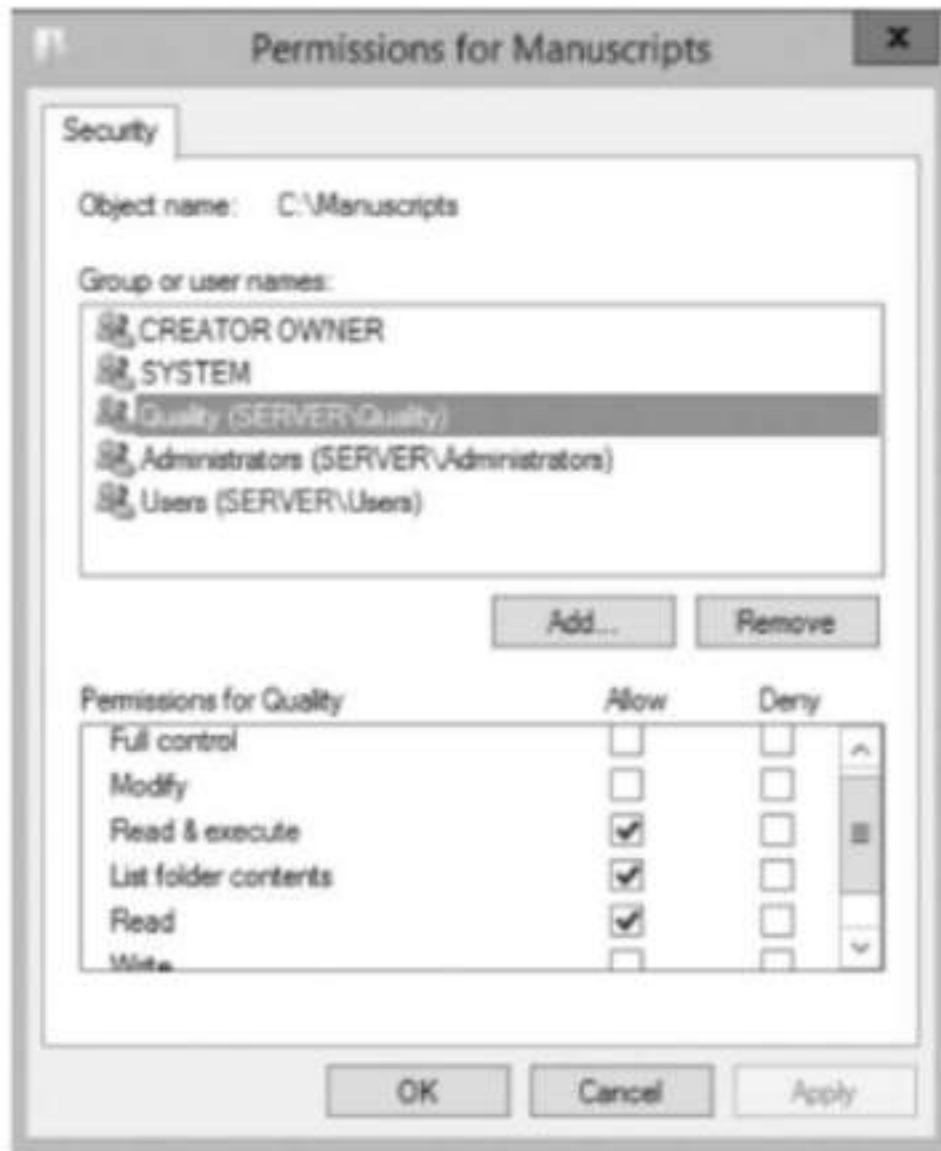 Permissions for Manuscripts
Security
Object name: C:\Manuscripts
Group or user names:
CREATOR OWNER
SYSTEM
Quality (SERVER\Quality)
Administrators (SERVER\Administrators)
Users (SERVER\Users)
Add... Remove
Permissions for Quality Allow Deny
Full control
Modify
Read & execute
List folder contents
Read
Write
OK Cancel Apply